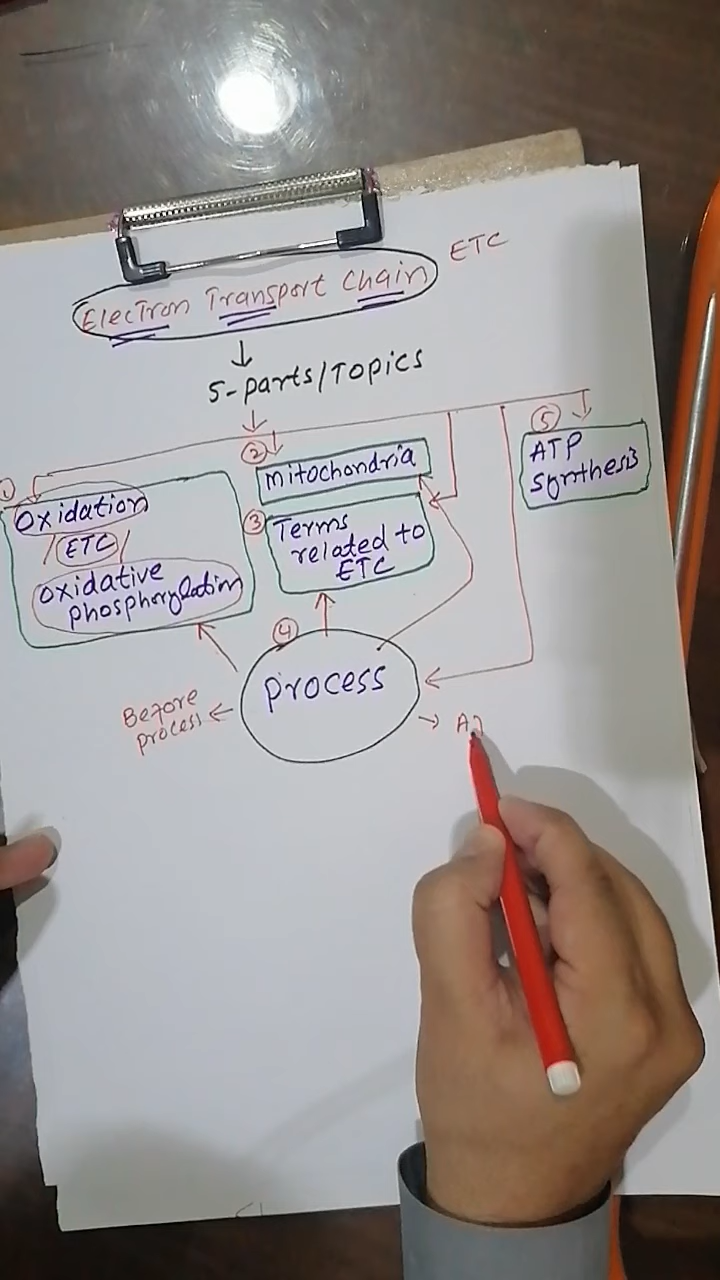 Electron Transport Chain
ETC
5-parts/Topics
1
Oxidation
/ETC/
Oxidative
phosphorylation
2
Mitochondria
3
Terms
related to
ETC
5
ATP
Synthesis
4
Process
Before
process